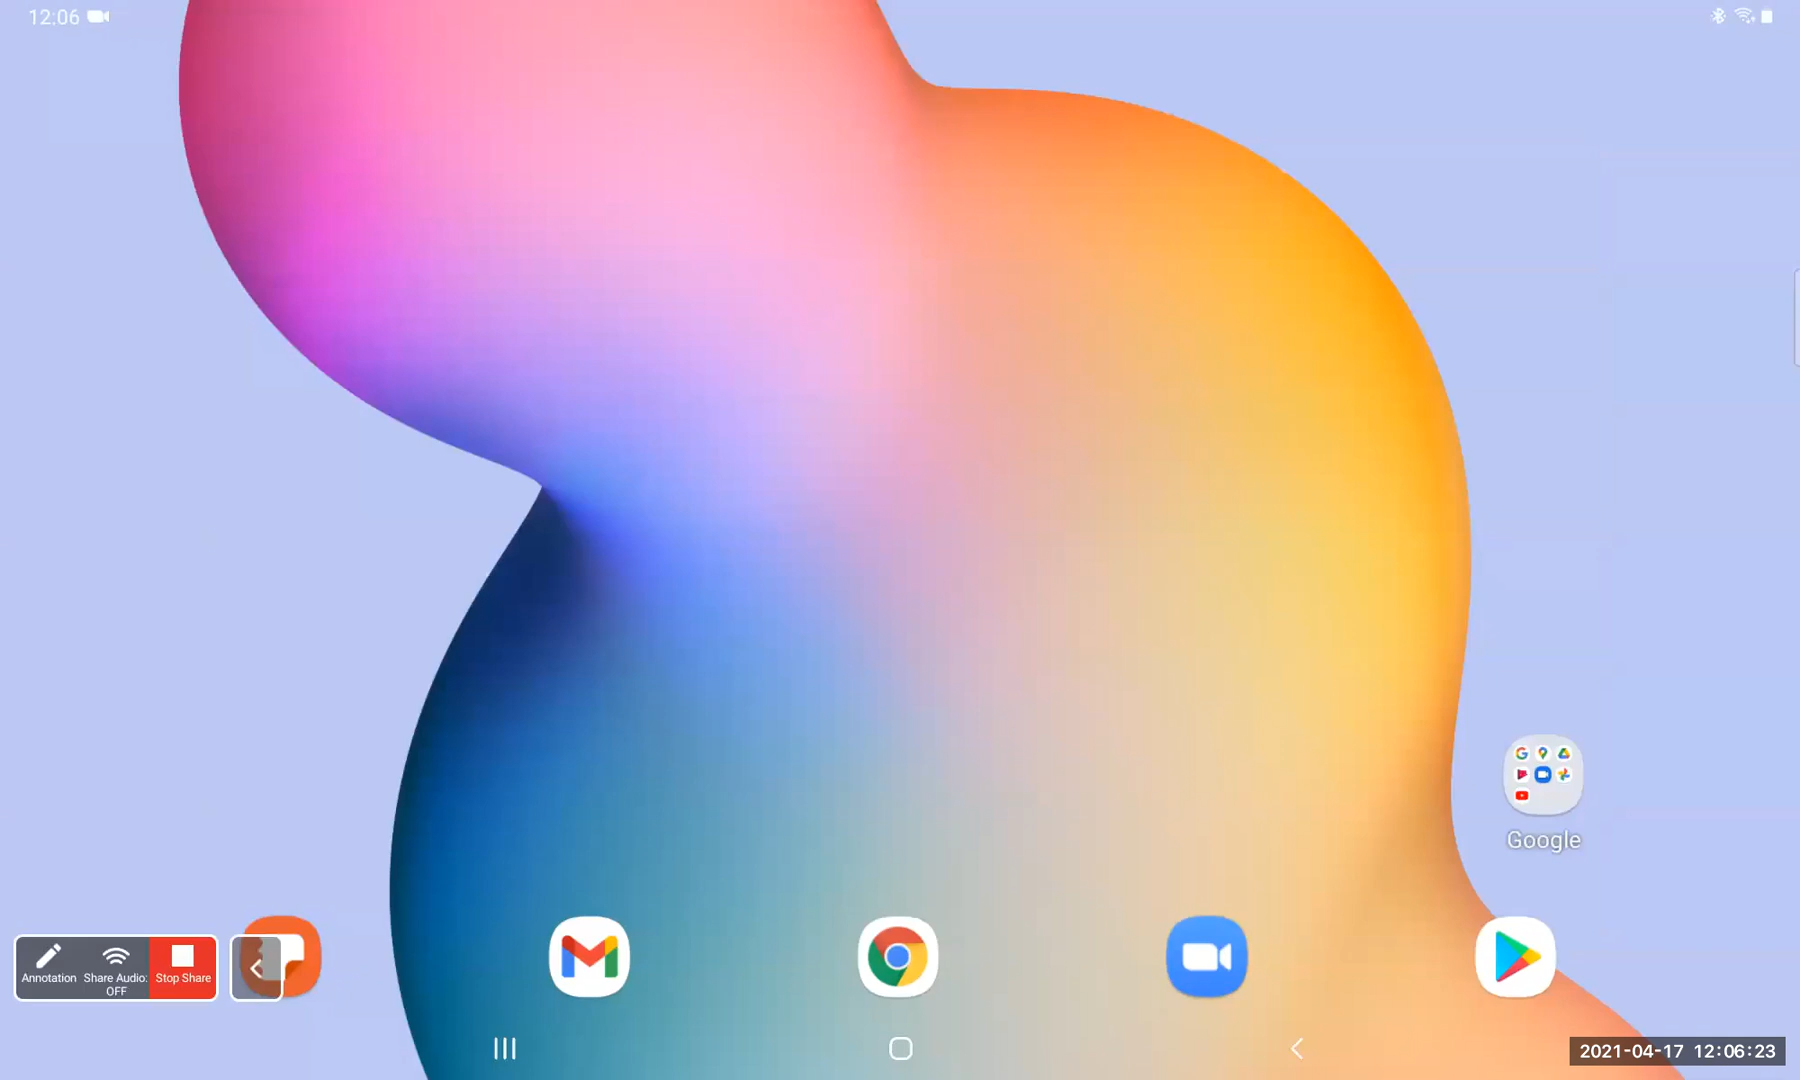 12:06
Google
Annotation
Share Audio:
OFF
Stop Share
2021-04-17 12:06:23